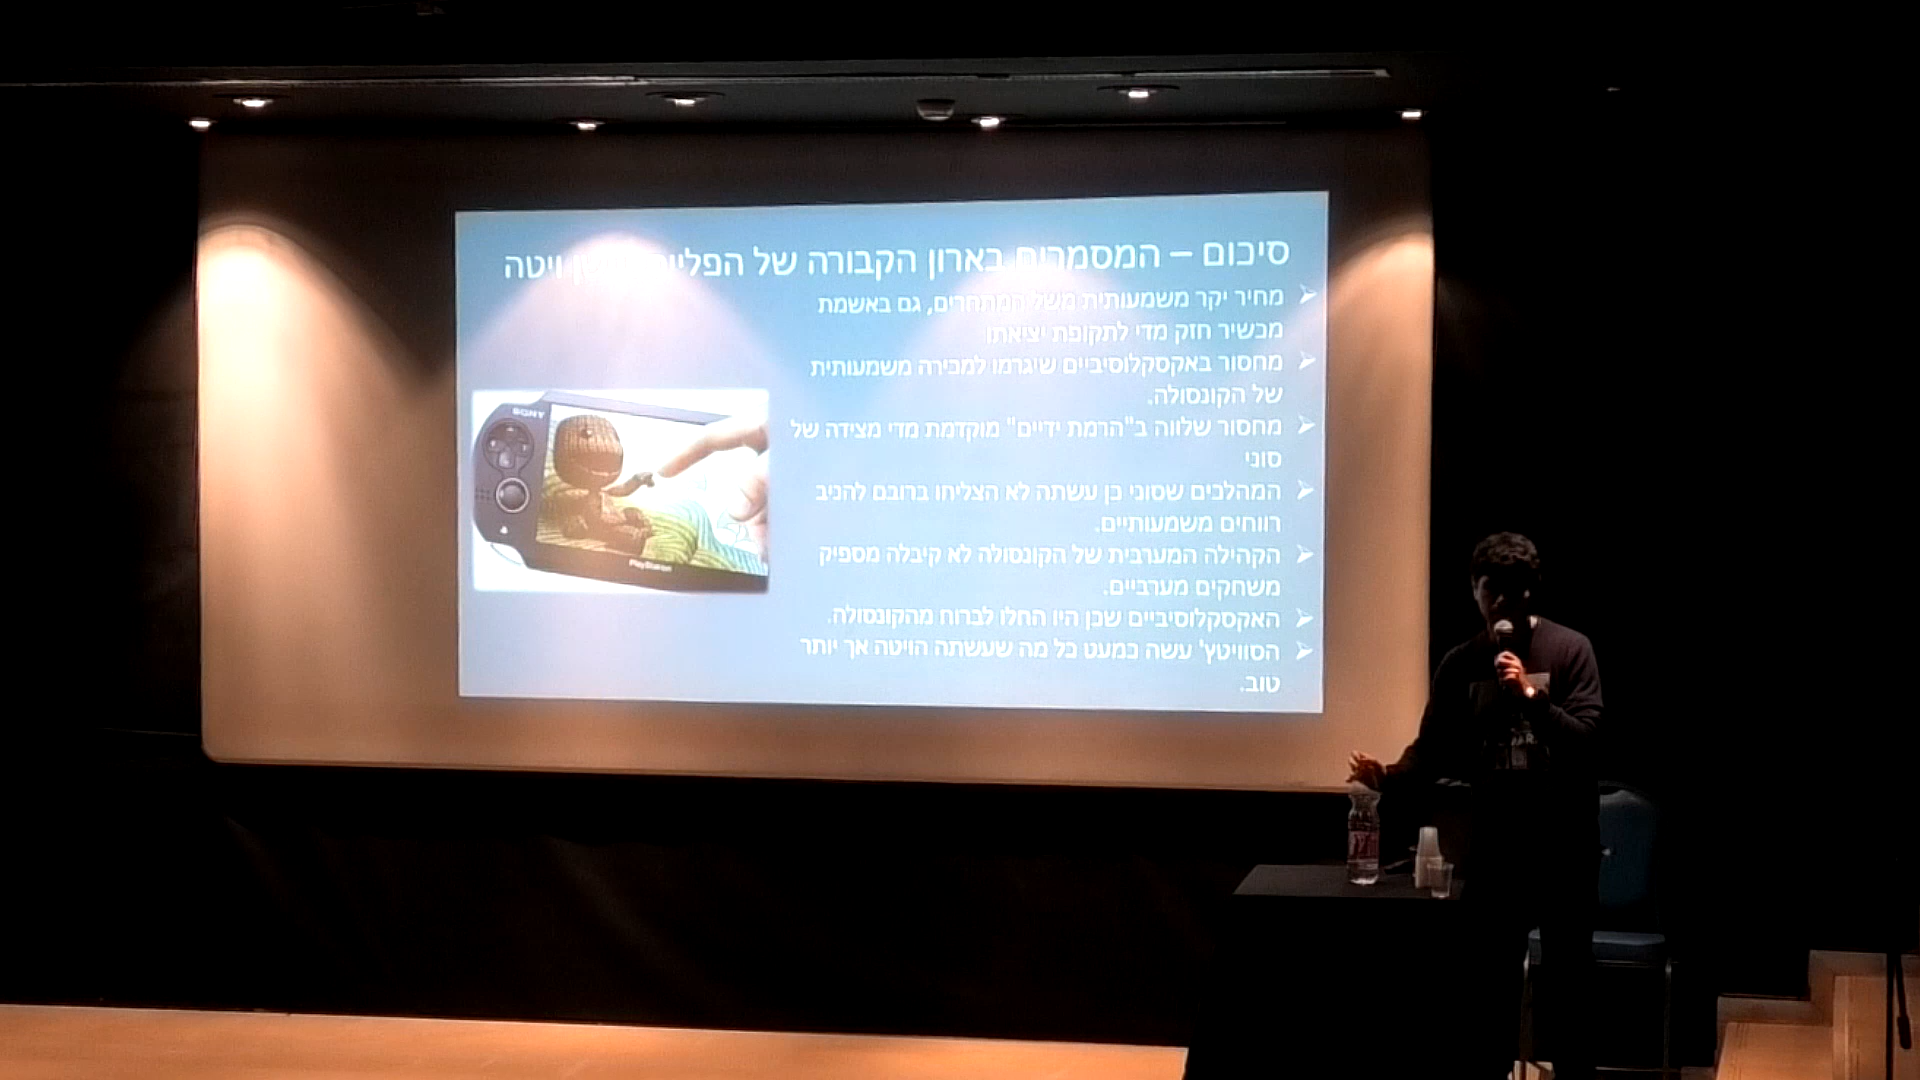 סיכום – המסמרים בארון הקבורה של הפלייסטיישן ויטה
מחיר יקר משמעותית משל המתחרים, גם באשמת
מכשיר חזק מדי לתקופת יציאתו
מחסור באקסקלוסיביים שיגרמו למכירה משמעותית
של הקונסולה.
מחסור שלווה ב"הרמת ידיים" מוקדמת מדי מצידה של
סוני
המהלכים שסוני כן עשתה לא הצליחו ברובם להניב
רווחים משמעותיים.
הקהילה המערבית של הקונסולה לא קיבלה מספיק
משחקים מערביים.
האקסקלוסיביים שכן היו החלו לברוח מהקונסולה.
הסוויטץ' עשה כמעט כל מה שעשתה הויטה אך יותר
טוב.
SONY
PlayStation